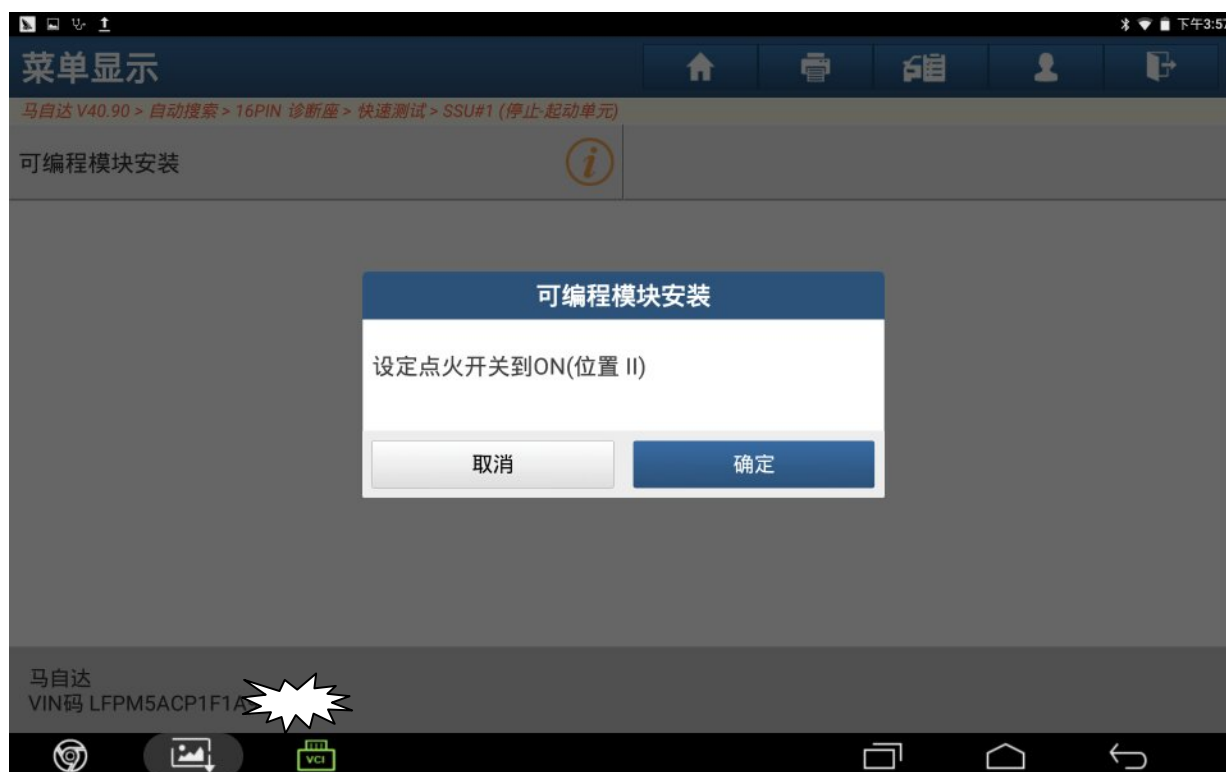 下午3:57
菜单显示
马自达 V40.90 > 自动搜索 > 16PIN 诊断座 > 快速测试 > SSU#1 (停止-起动单元)
可编程模块安装
i
可编程模块安装
设定点火开关到ON(位置 II)
取消
确定
马自达
VIN码 LFPM5ACP1F1A
VCI